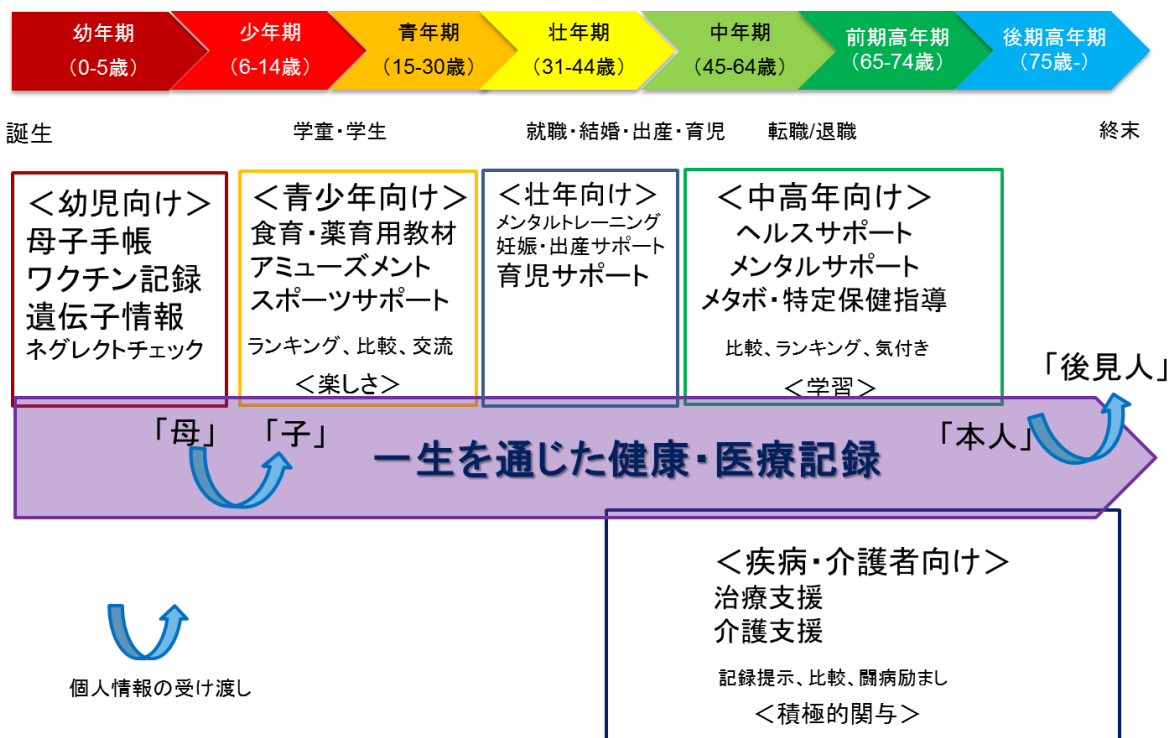 幼年期
(0-5歳)
少年期
(6-14歳)
青年期
(15-30歳)
壮年期
(31-44歳)
中年期
(45-64歳)
前期高年期
(65-74歳)
後期高年期
(75歳-)
誕生
学童・学生
就職・結婚・出産・育児
転職/退職
終末
＜幼児向け＞
母子手帳
ワクチン記録
遺伝子情報
ネグレクトチェック
＜青少年向け＞
食育・薬育用教材
アミューズメント
スポーツサポート
ランキング、比較、交流
＜楽しさ＞
＜壮年向け＞
メンタルトレーニング
妊娠・出産サポート
育児サポート
＜中高年向け＞
ヘルスサポート
メンタルサポート
メタボ・特定保健指導
比較、ランキング、気付き
＜学習＞
「後見人」
「母」
「子」
一生を通じた健康・医療記録
「本人」
＜疾病・介護者向け＞
治療支援
介護支援
記録提示、比較、闘病励まし
＜積極的関与＞
個人情報の受け渡し